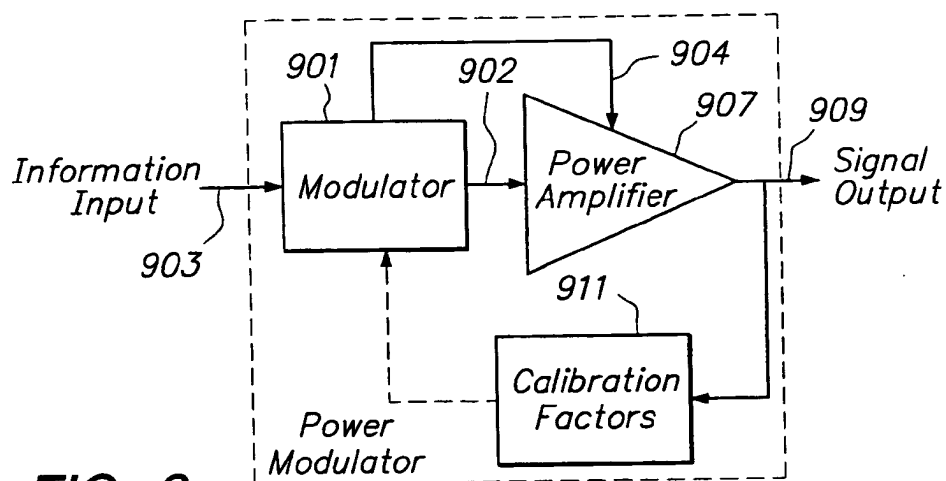 901
902
904
907
909
Information
Input
903
Modulator
Power
Amplifier
Signal
Output
911
Calibration
Factors
Power
Modulator